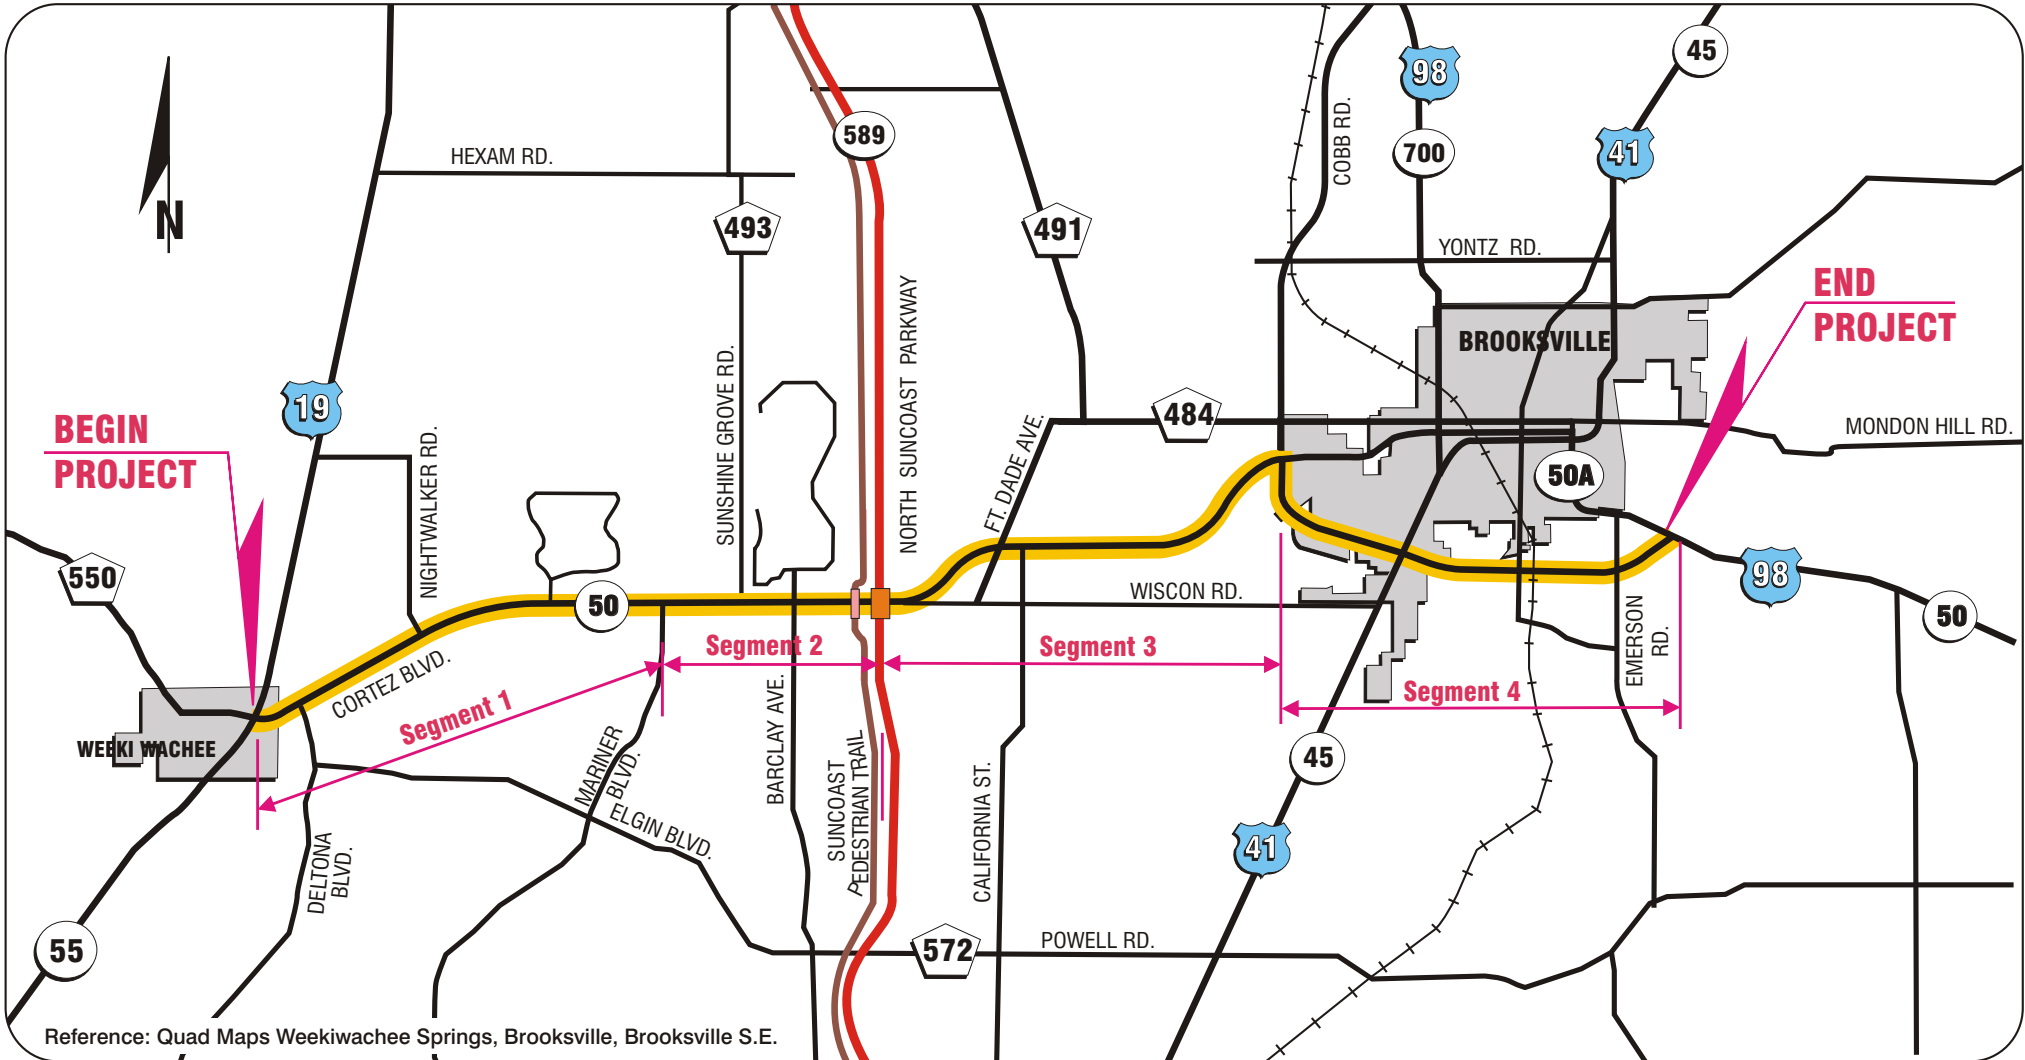 45
98
589
COBB RD.
700
41
HEXAM RD.
N
493
491
YONTZ RD.
END
PROJECT
NORTH SUNCOAST PARKWAY
BROOKSVILLE
SUNSHINE GROVE RD.
19
BEGIN
PROJECT
484
FT. DADE AVE.
MONDON HILL RD.
NIGHTWALKER RD.
50A
550
98
50
WISCON RD.
50
EMERSON
RD.
Segment 2
Segment 3
Segment 4
CORTEZ BLVD.
Segment 1
WEEKI WACHEE
MARINER
BLVD.
BARCLAY AVE.
SUNCOAST
PEDESTRIAN TRAIL
CALIFORNIA ST.
45
ELGIN BLVD.
41
DELTONA
BLVD.
55
572
POWELL RD.
Reference: Quad Maps Weekiwachee Springs, Brooksville, Brooksville S.E.